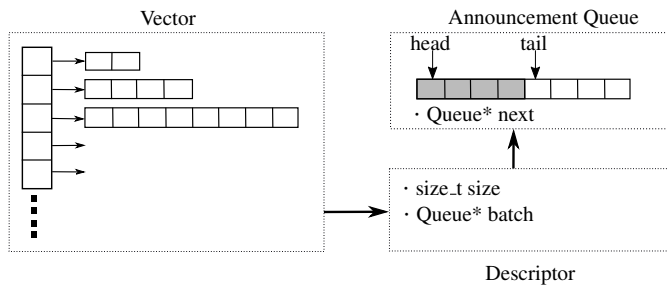 Vector
Announcement Queue
head tail
· Queue* next
· size_t size
· Queue* batch
Descriptor